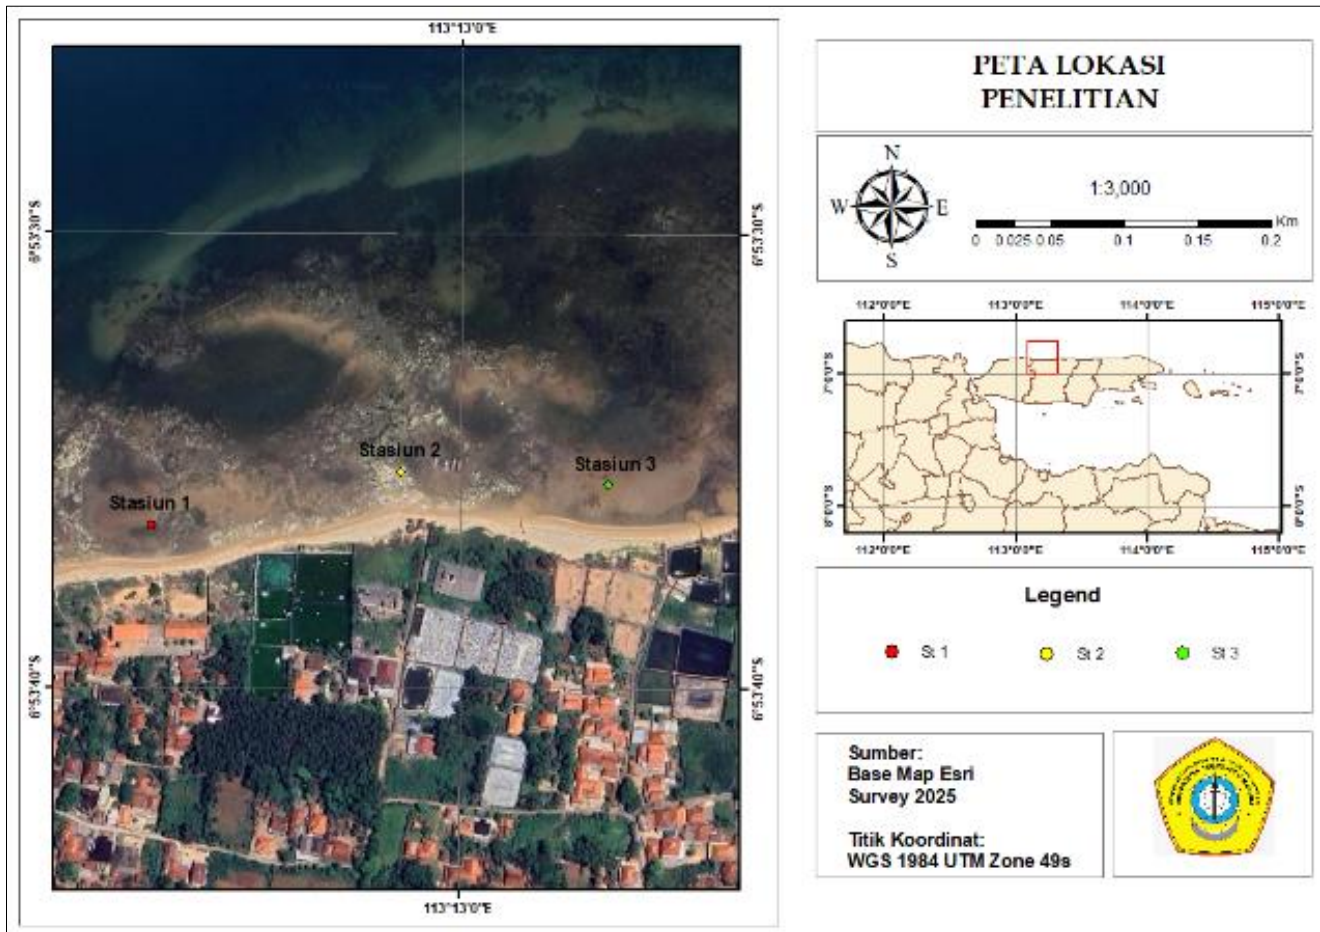 113°13'0"E
6°53'30"S
6°53'30"S
Stasiun 2
Stasiun 3
Stasiun 1
6°53'40"S
6°53'40"S
113°13'0"E
PETA LOKASI
PENELITIAN
N
W E
S
1:3,000
Km
0 0.025 0.05 0.1 0.15 0.2
112°0'0"E 113°0'0"E 114°0'0"E 115°0'0"E
7°0'0"S 7°0'0"S
8°0'0"S 8°0'0"S
112°0'0"E 113°0'0"E 114°0'0"E 115°0'0"E
Legend
St 1 St 2 St 3
Sumber:
Base Map Esri
Survey 2025
Titik Koordinat:
WGS 1984 UTM Zone 49s